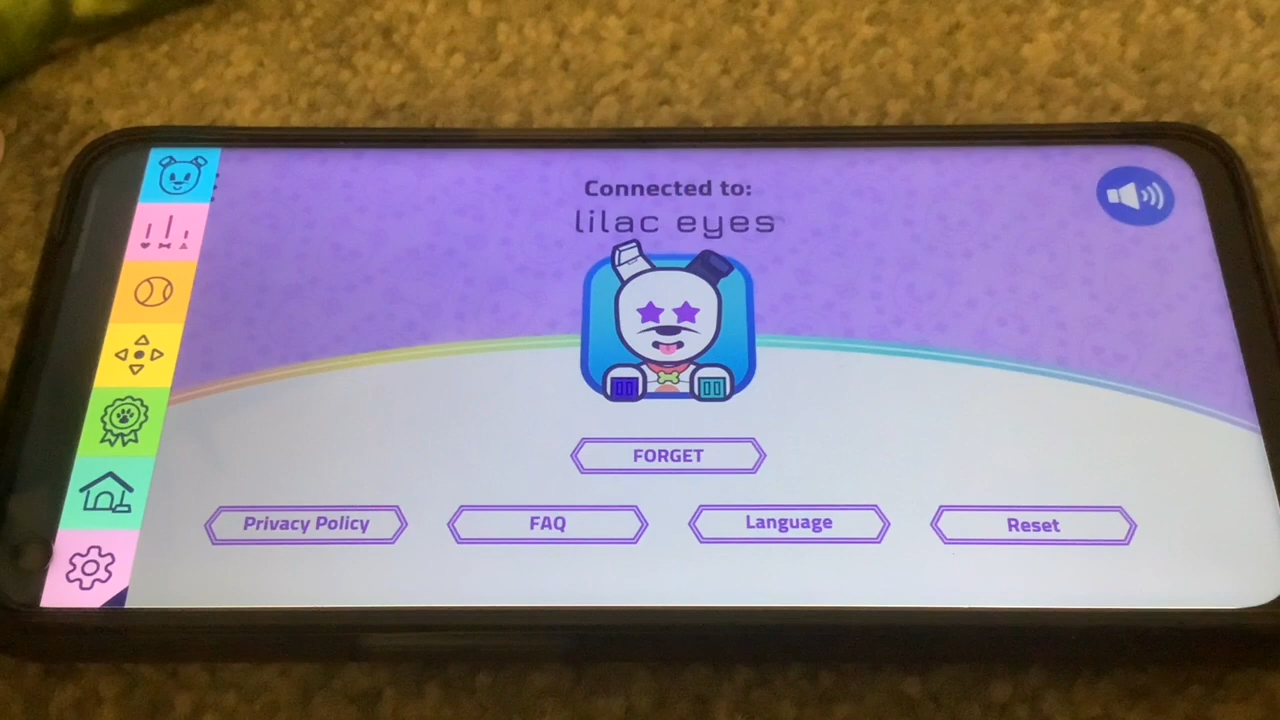 Connected to:
lilac eyes
FORGET
Privacy Policy
FAQ
Language
Reset